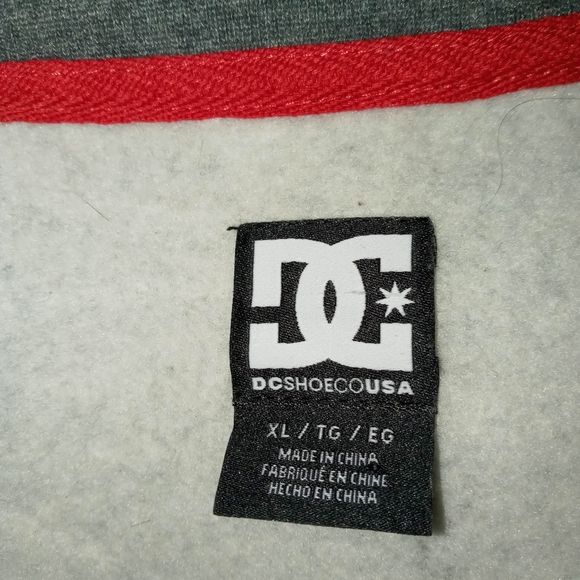 DC
DCSHOECOUSA
XL / TG / EG
MADE IN CHINA
FABRIQUÉ EN CHINE
HECHO EN CHINA